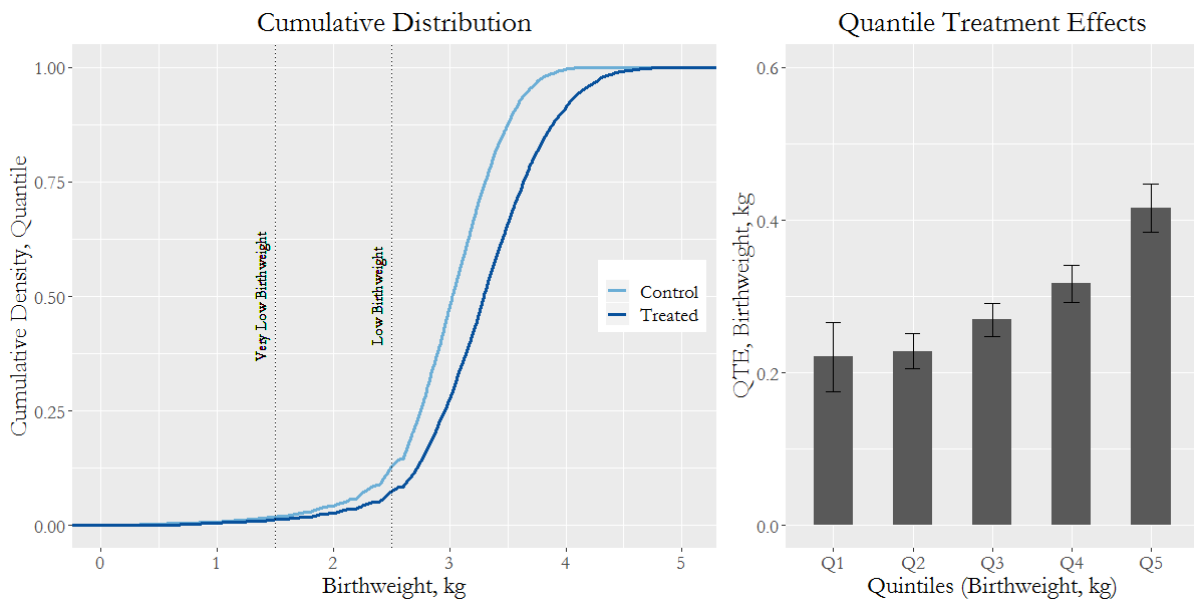 Cumulative Distribution
1.00
0.75
0.50
0.25
0.00
Cumulative Density, Quantile
Very Low Birthweight
Low Birthweight
Control
Treated
0 1 2 3 4 5
Birthweight, kg
Quantile Treatment Effects
0.6
0.4
0.2
0.0
QTE, Birthweight, kg
Q1 Q2 Q3 Q4 Q5
Quintiles (Birthweight, kg)